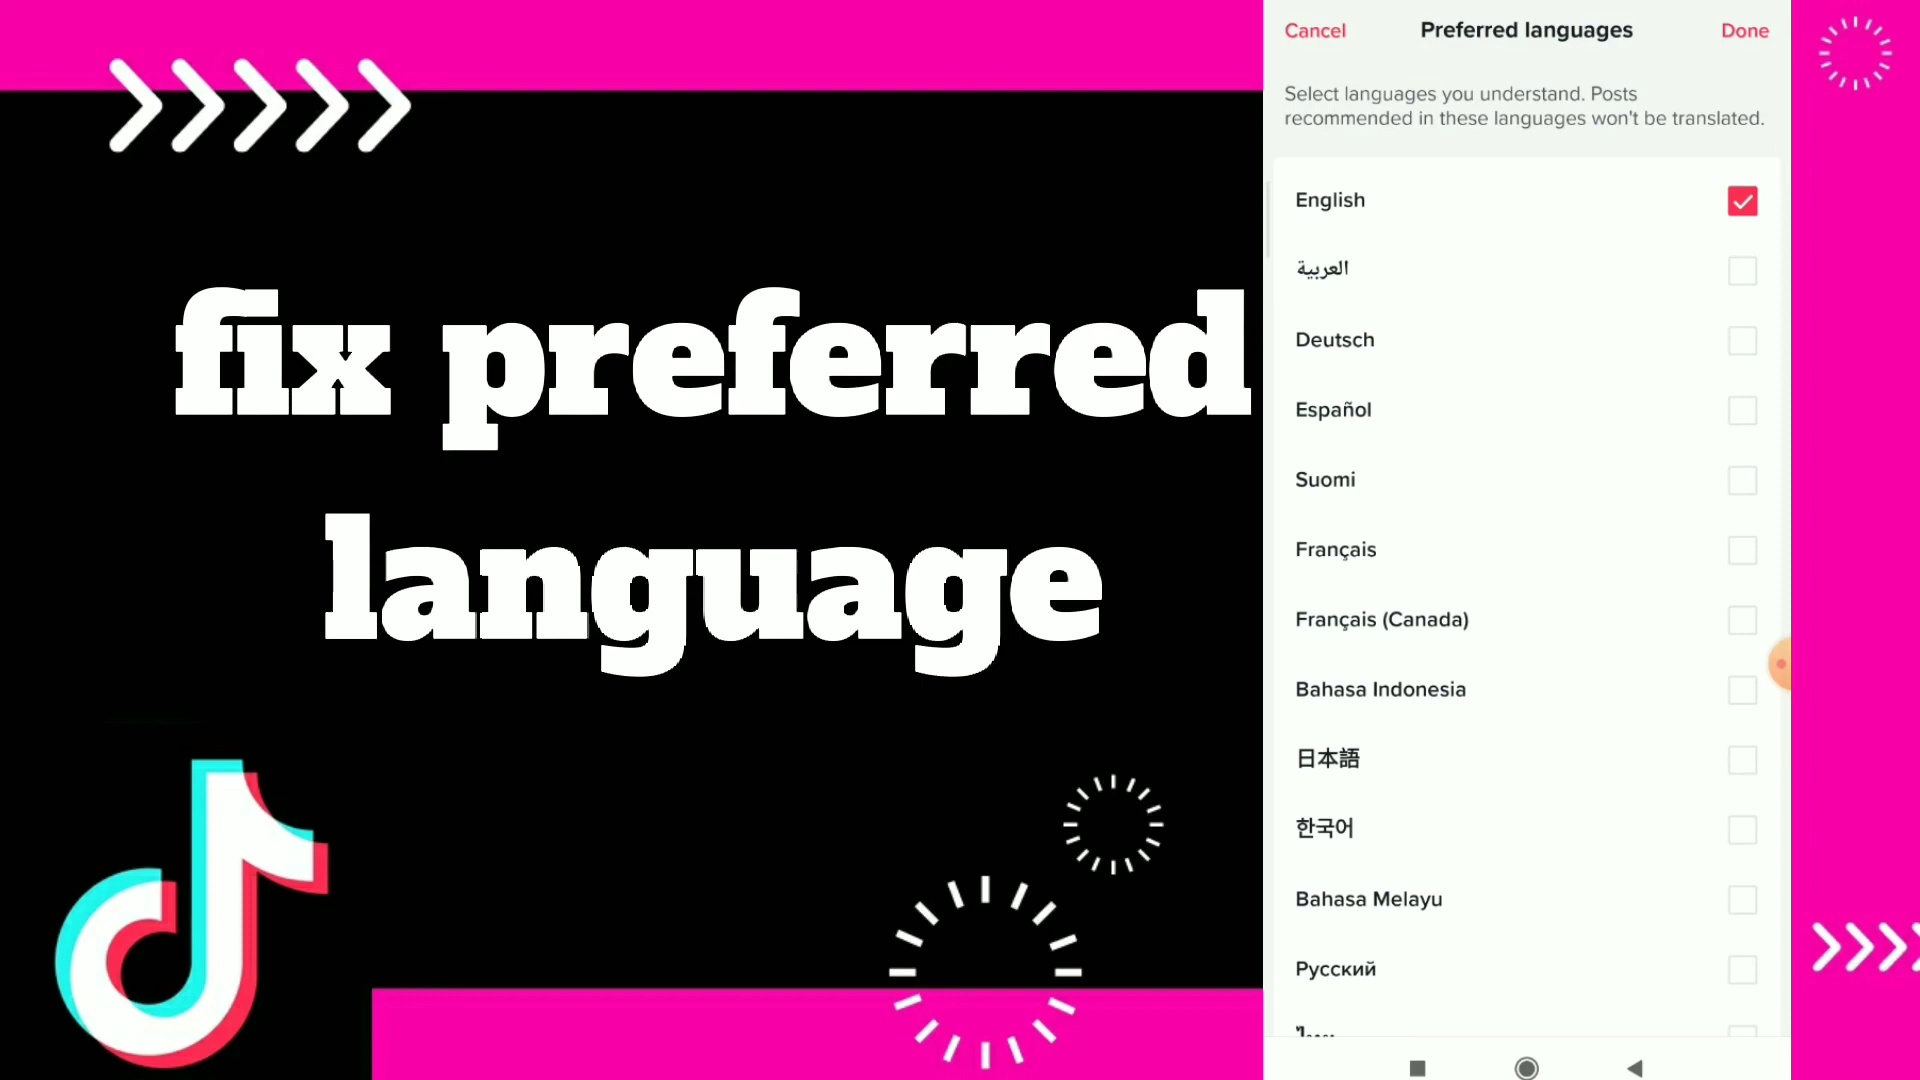 fix preferred
language
Cancel Preferred languages Done
Select languages you understand. Posts
recommended in these languages won't be translated.
English
العربية
Deutsch
Español
Suomi
Français
Français (Canada)
Bahasa Indonesia
日本語
한국어
Bahasa Melayu
Русский